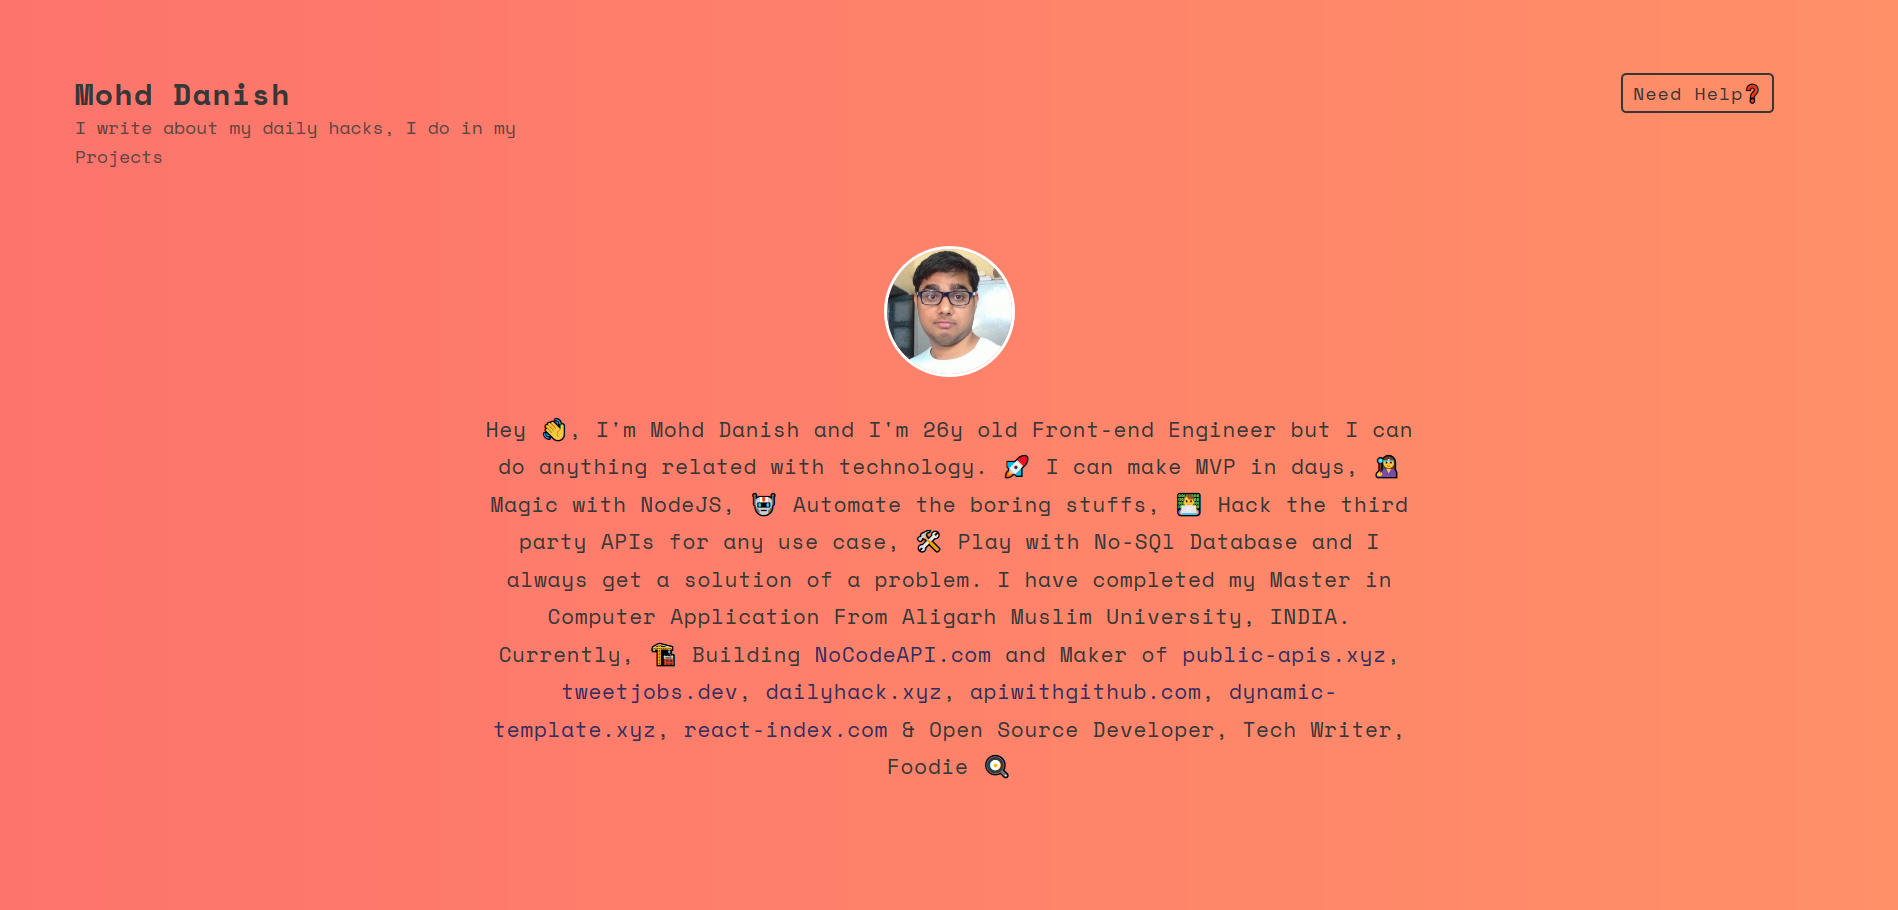 Mohd Danish
I write about my daily hacks, I do in my
Projects
Need Help❓
Hey 👋, I'm Mohd Danish and I'm 26y old Front-end Engineer but I can
do anything related with technology. 🚀 I can make MVP in days, 🧝‍♀️
Magic with NodeJS, 🤖 Automate the boring stuffs, 👨‍💻 Hack the third
party APIs for any use case, 🛠 Play with No-SQl Database and I
always get a solution of a problem. I have completed my Master in
Computer Application From Aligarh Muslim University, INDIA.
Currently, 🏗 Building NoCodeAPI.com and Maker of public-apis.xyz,
tweetjobs.dev, dailyhack.xyz, apiwithgithub.com, dynamic-
template.xyz, react-index.com & Open Source Developer, Tech Writer,
Foodie 🍳